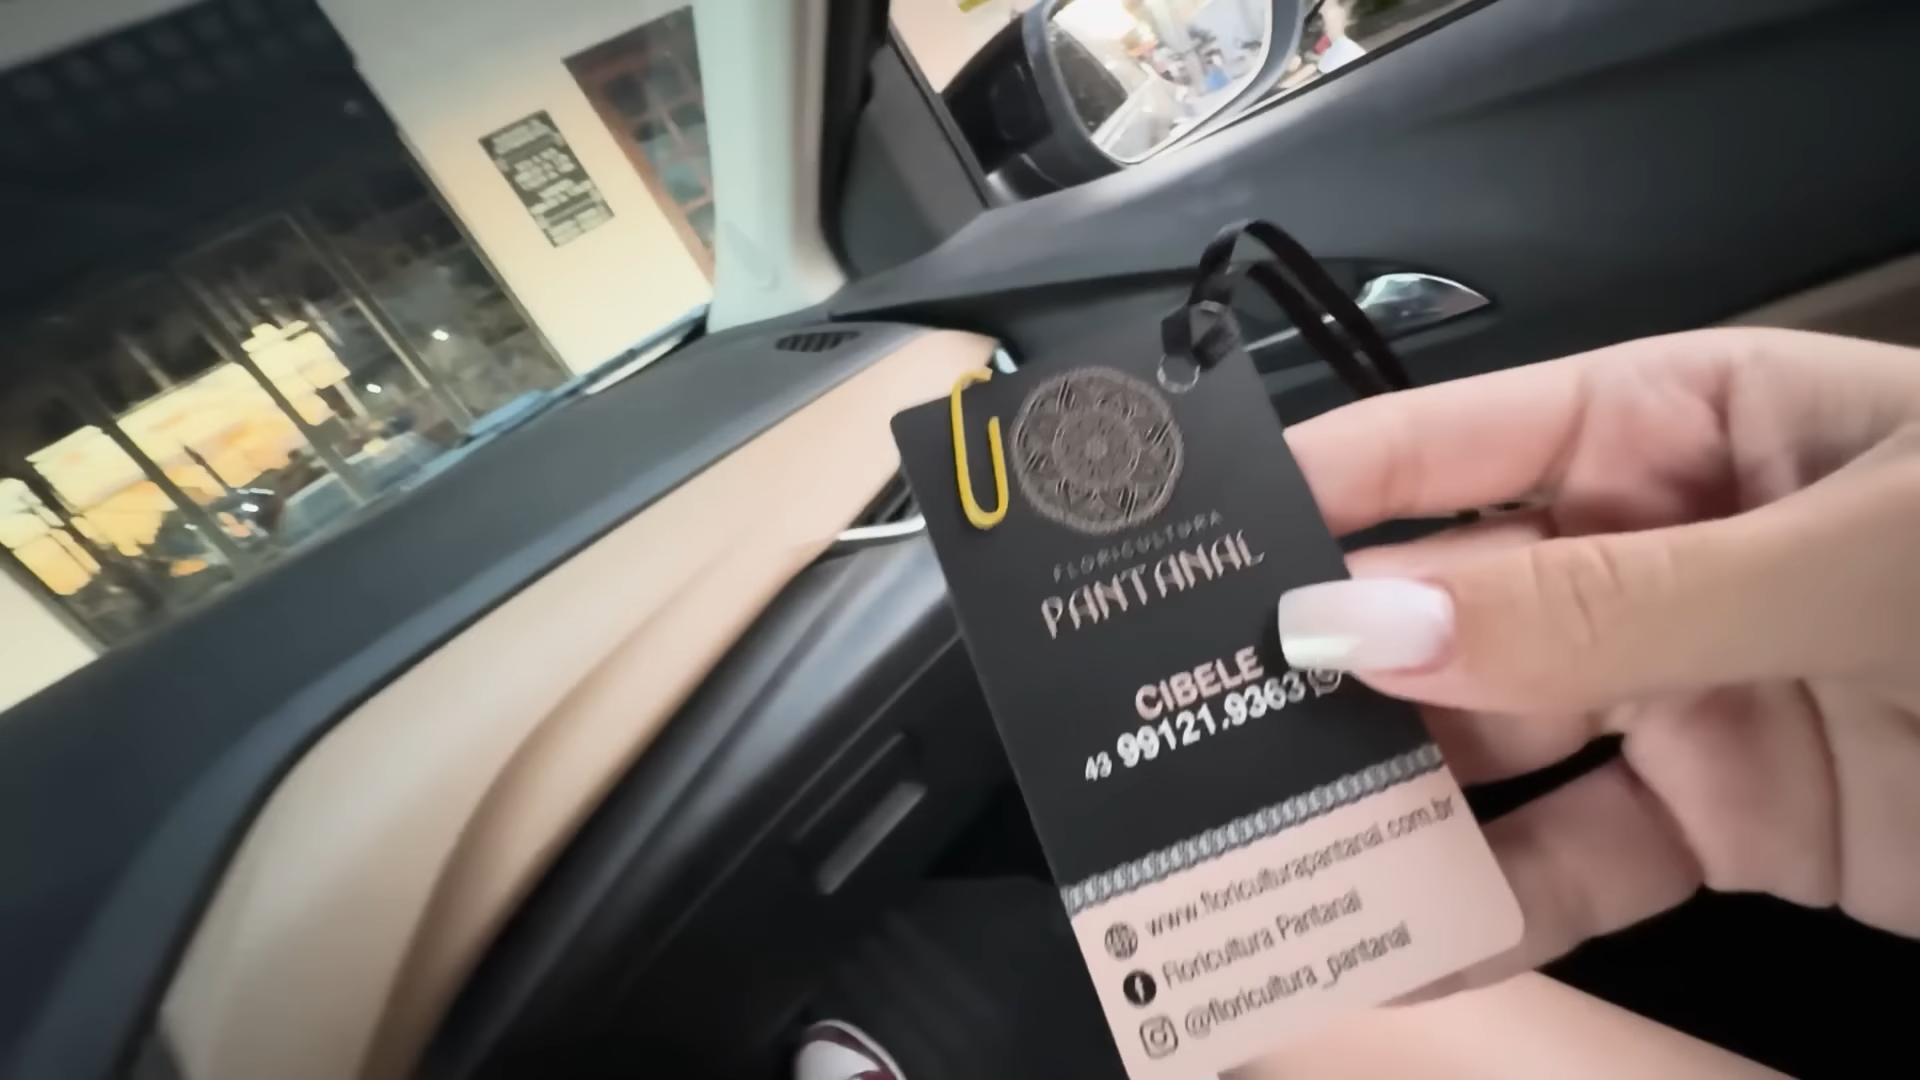 FLORICULTURA
PANTANAL
CIBELE
43 99121.9363
www.floriculturapantanal.com.br
Floricultura Pantanal
@floricultura_pantanal